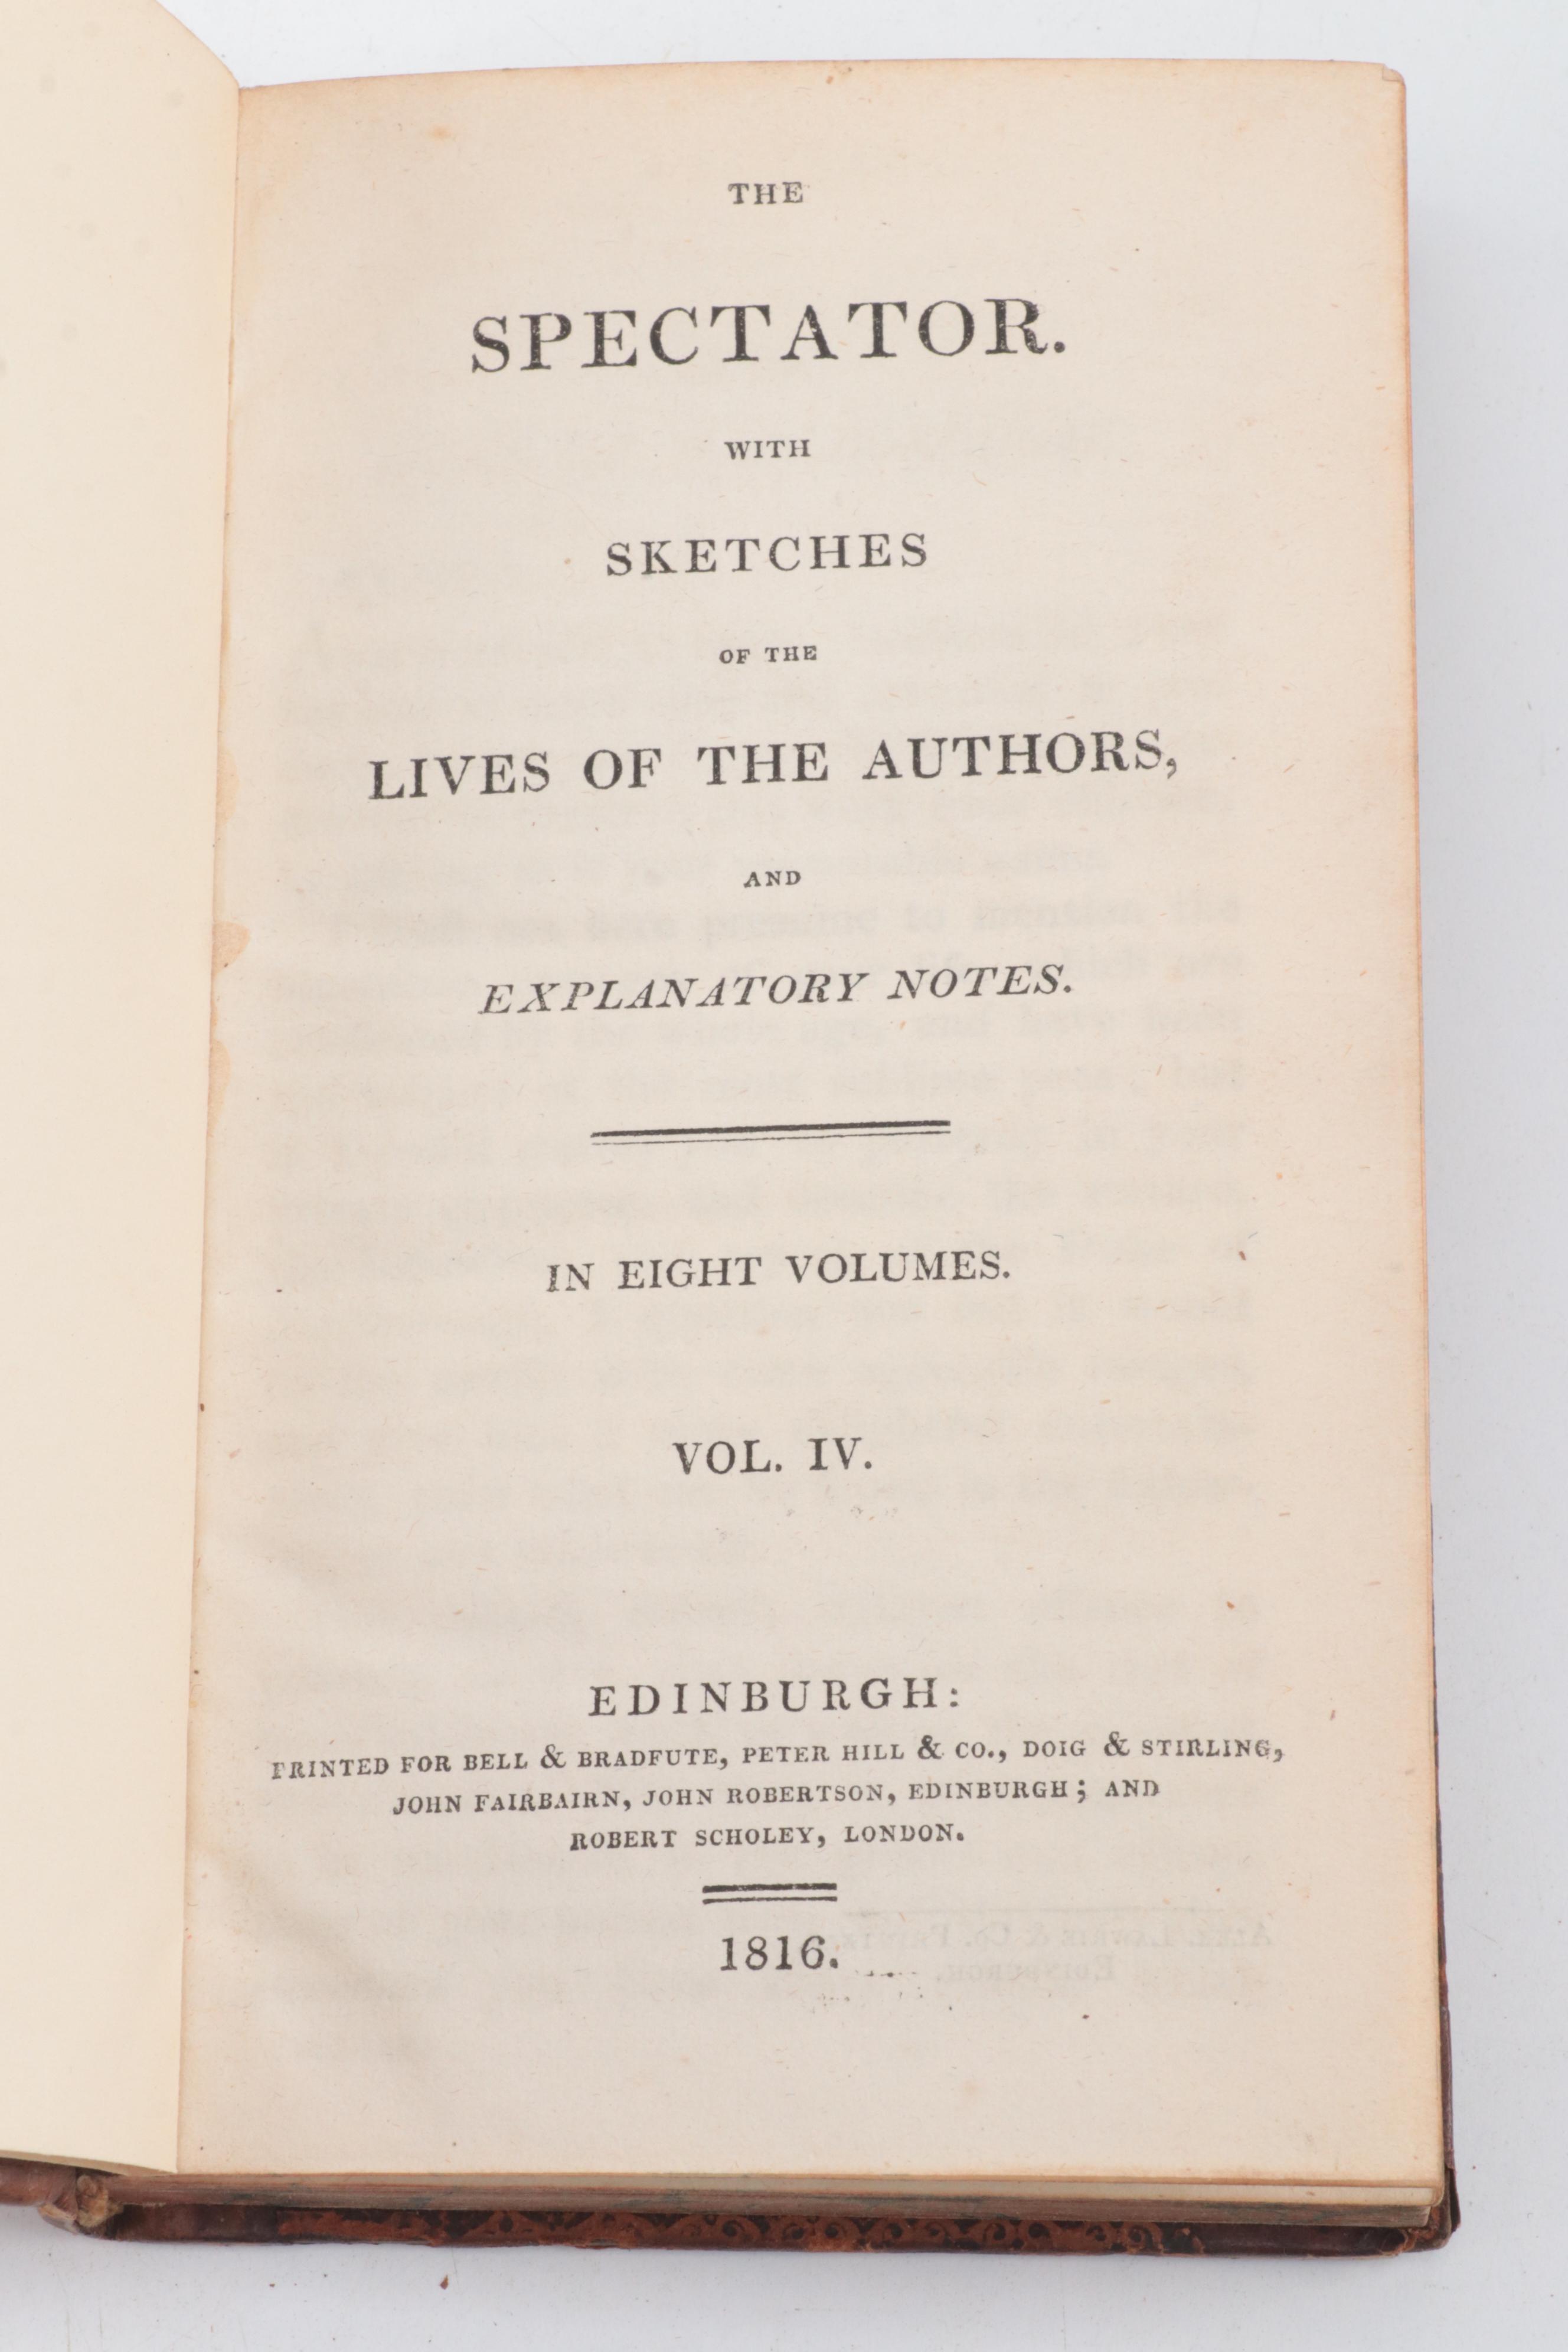 THE
SPECTATOR.
WITH
SKETCHES
OF THE
LIVES OF THE AUTHORS,
AND
EXPLANATORY NOTES.
IN EIGHT VOLUMES.
VOL. IV.
EDINBURGH:
PRINTED FOR BELL & BRADFUTE, PETER HILL & CO., DOIG & STIRLING,
JOHN FAIRBAIRN, JOHN ROBERTSON, EDINBURGH; AND
ROBERT SCHOLEY, LONDON.
1816.